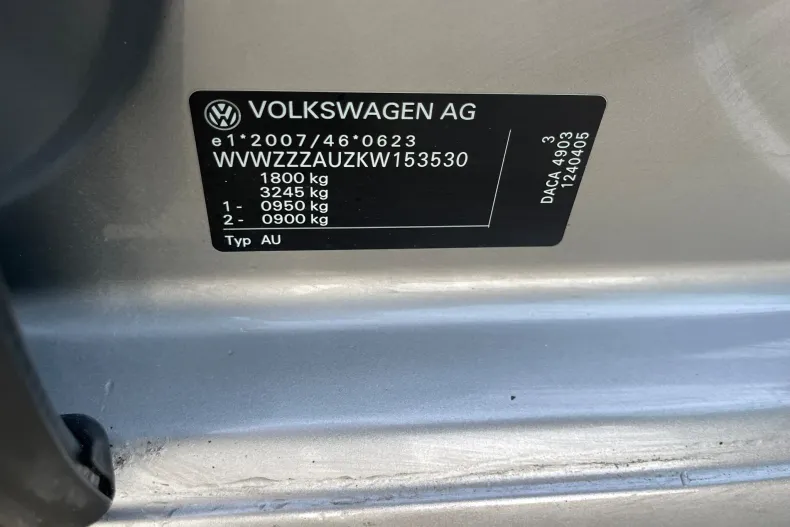 VOLKSWAGEN AG
e1*2007/46*0623
WVWZZZAUZKW153530
1800 kg
3245 kg
1- 0950 kg
2- 0900 kg
Typ AU
3
DACA 4903
1240405